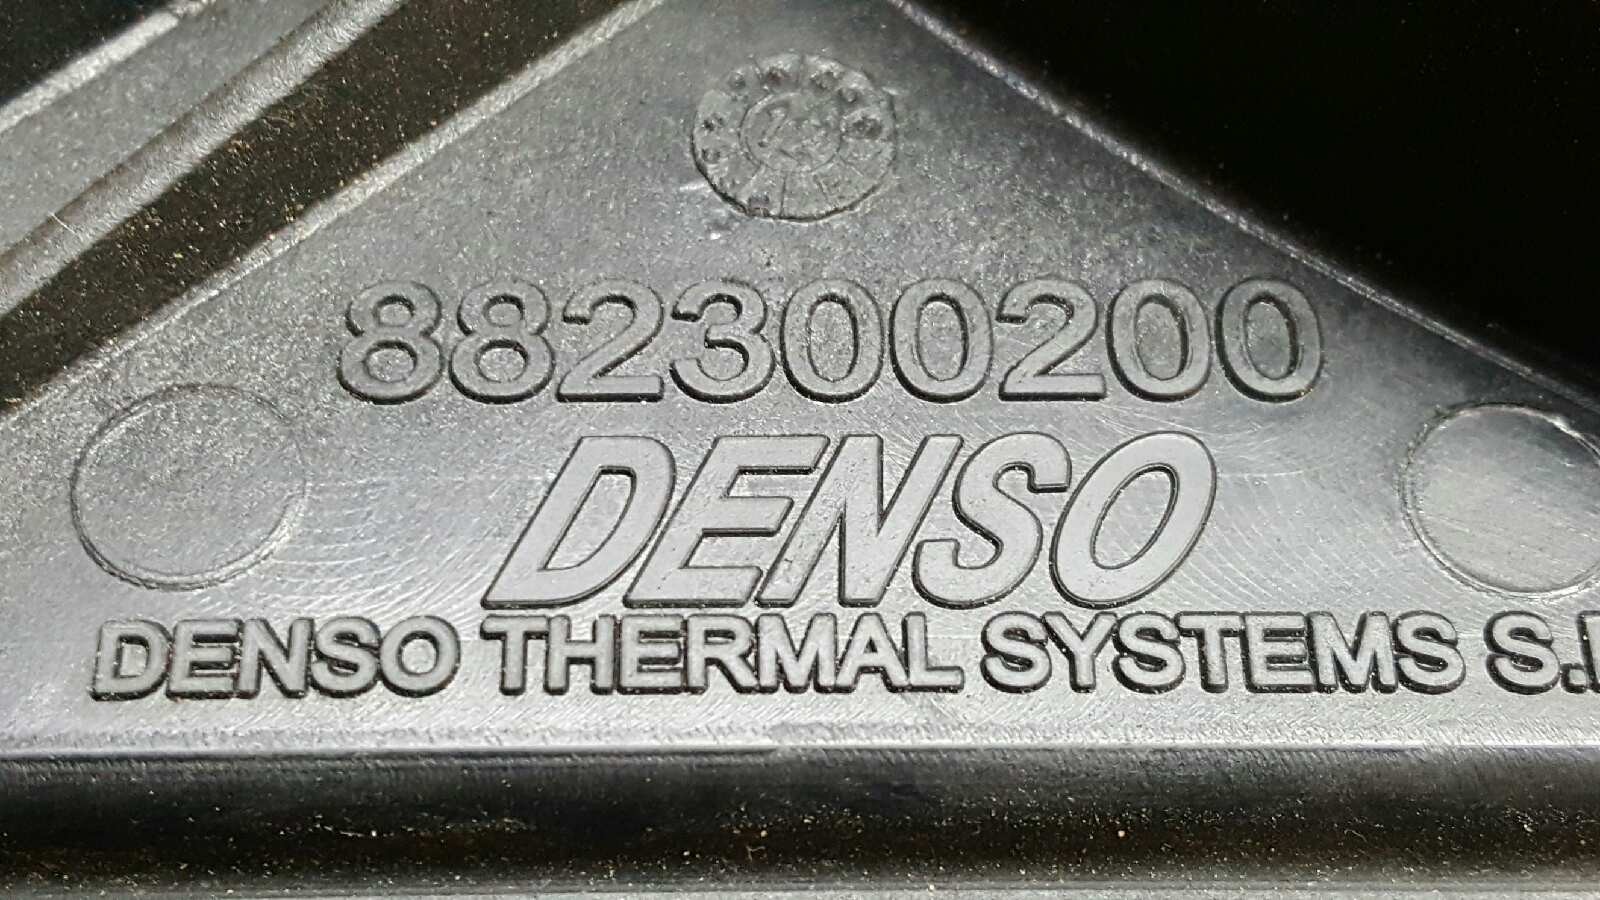 882300200
DENSO
DENSO THERMAL SYSTEMS S.